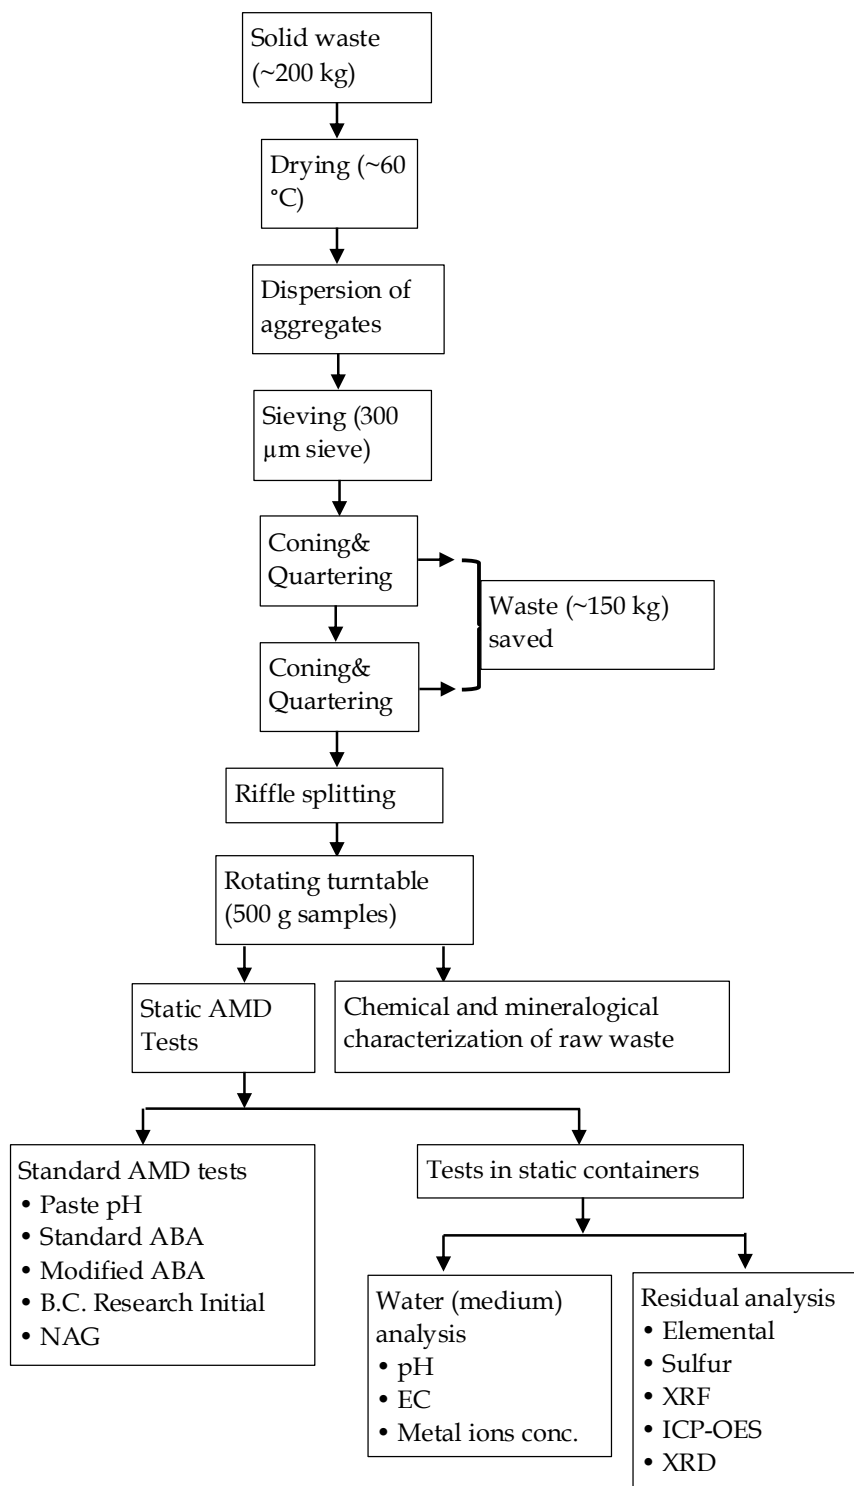 Solid waste
(~200 kg)
Drying (~60
°C)
Dispersion of
aggregates
Sieving (300
µm sieve)
Coning&
Quartering
Waste (~150 kg)
saved
Coning&
Quartering
Riffle splitting
Rotating turntable
(500 g samples)
Static AMD
Tests
Chemical and mineralogical
characterization of raw waste
Standard AMD tests
• Paste pH
• Standard ABA
• Modified ABA
• B.C. Research Initial
• NAG
Tests in static containers
Water (medium)
analysis
• pH
• EC
• Metal ions conc.
Residual analysis
• Elemental
• Sulfur
• XRF
• ICP-OES
• XRD